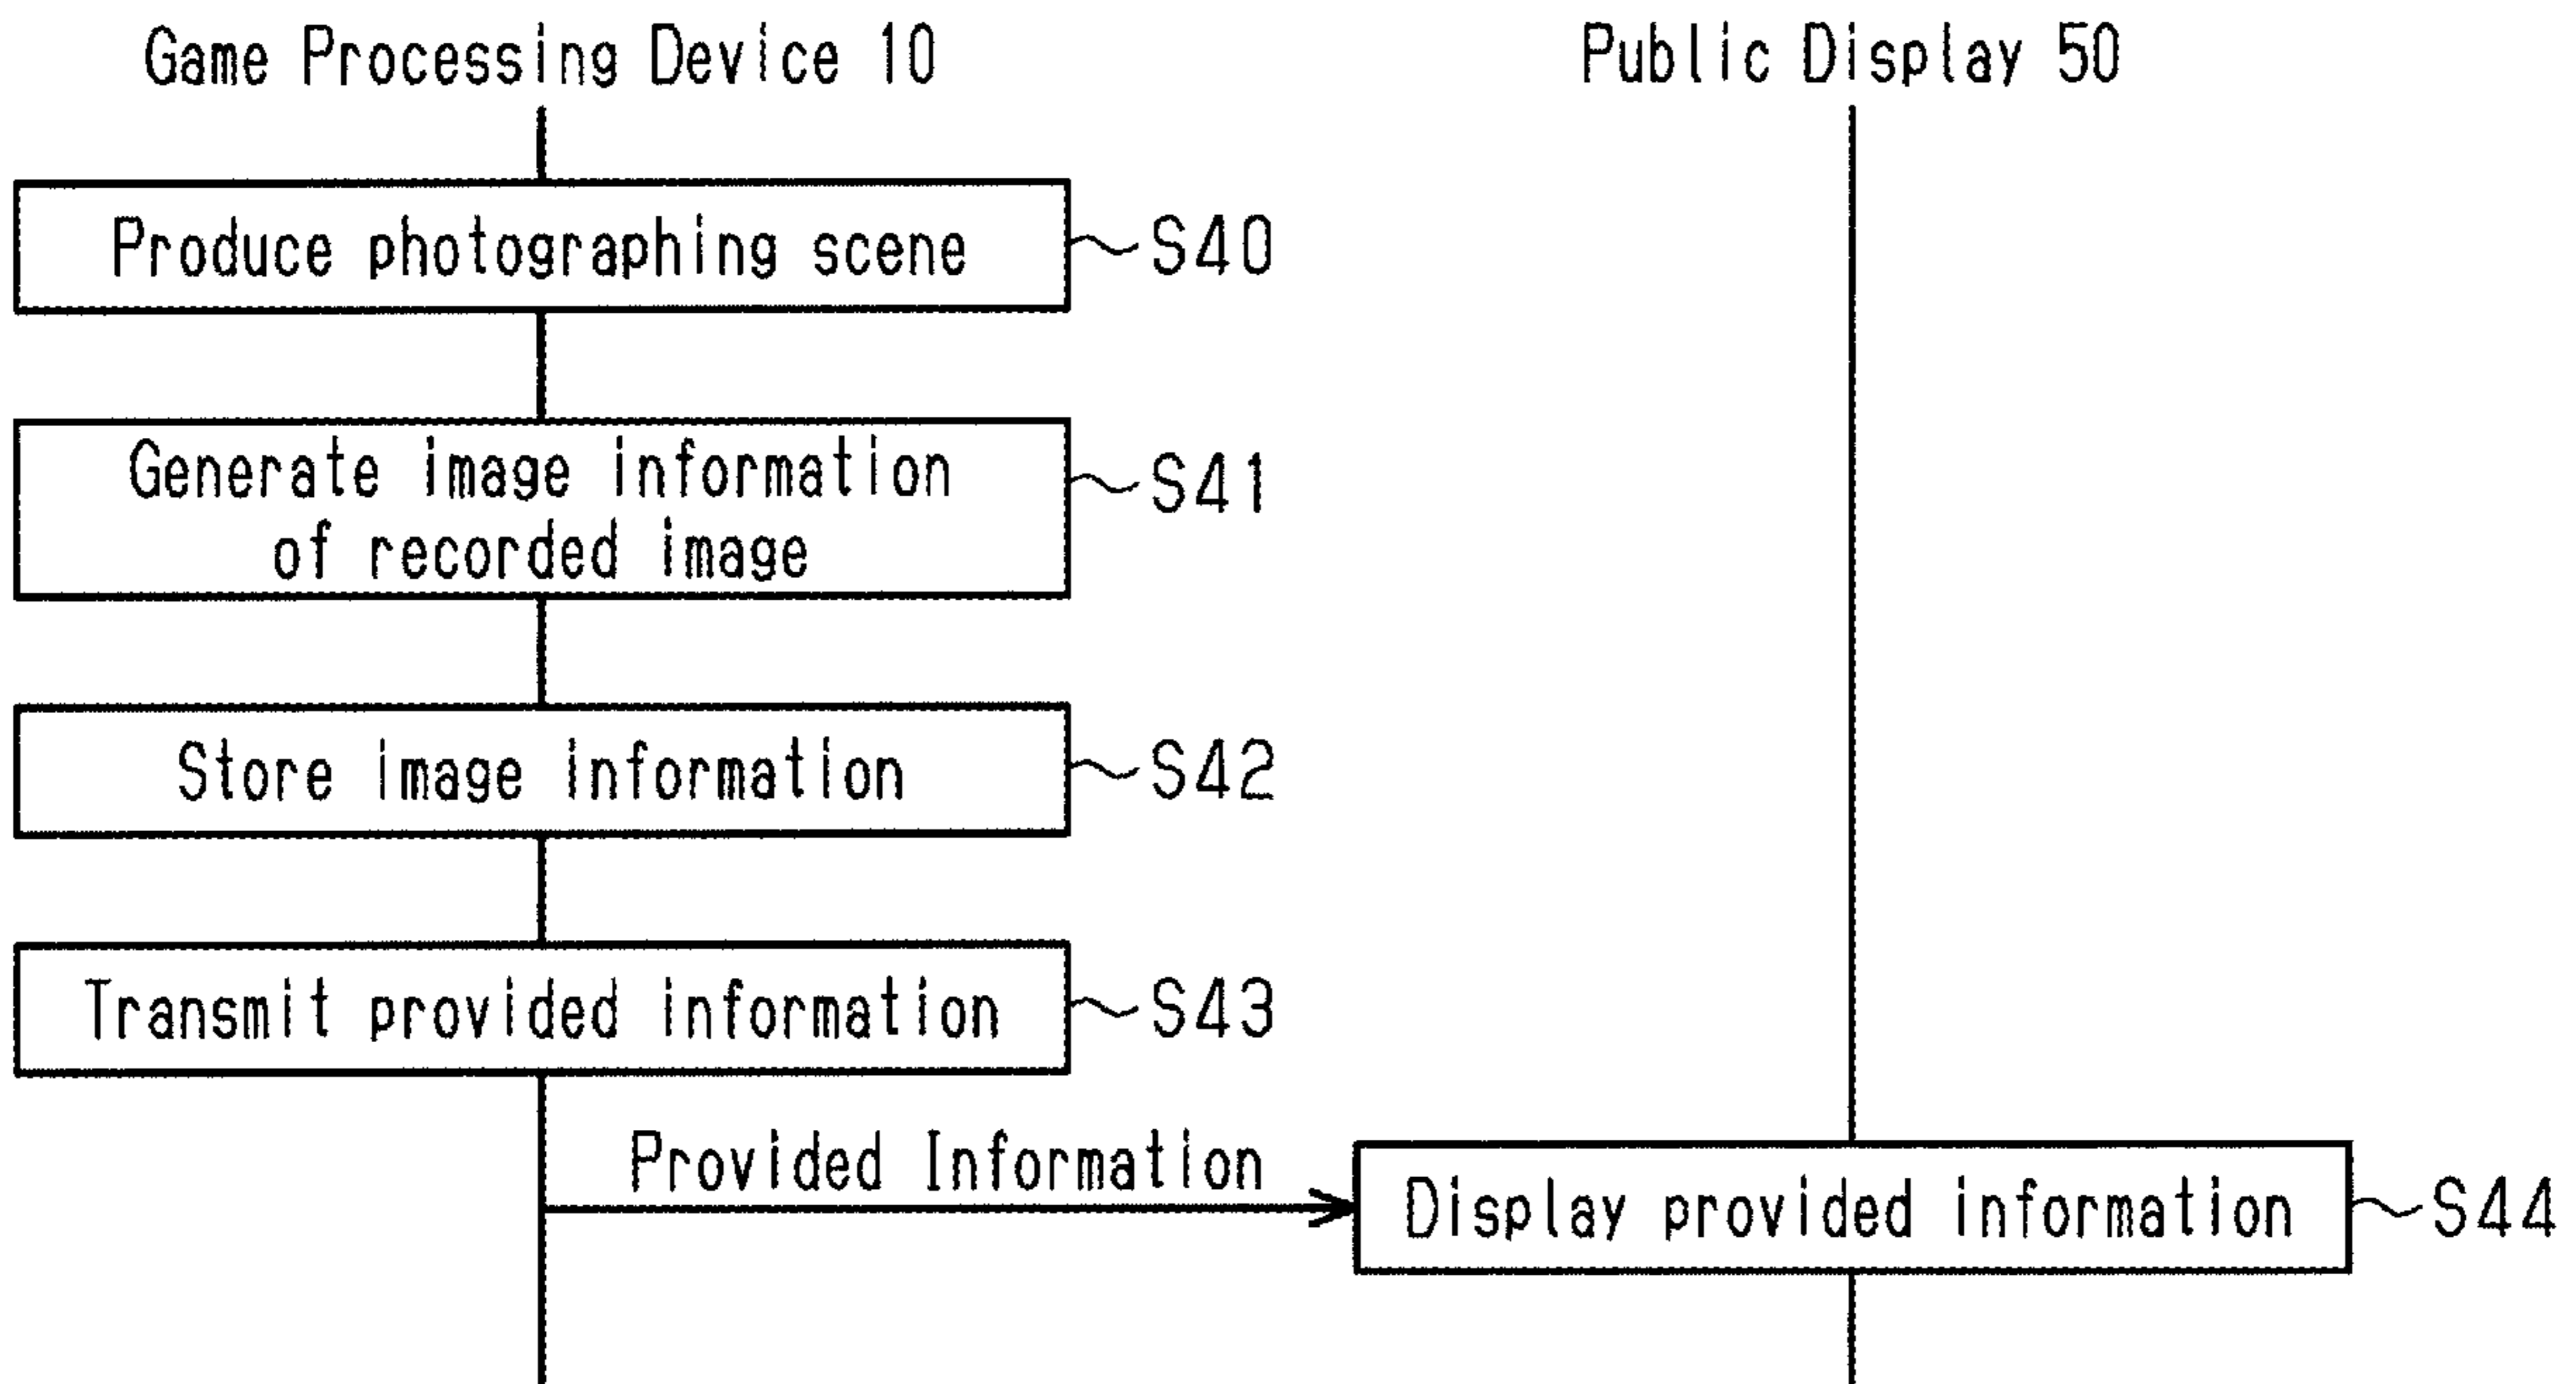 Game Processing Device 10
Public Display 50
Produce photographing scene
S40
Generate image information
of recorded image
S41
Store image information
S42
Transmit provided information
S43
Provided Information
Display provided information
S44